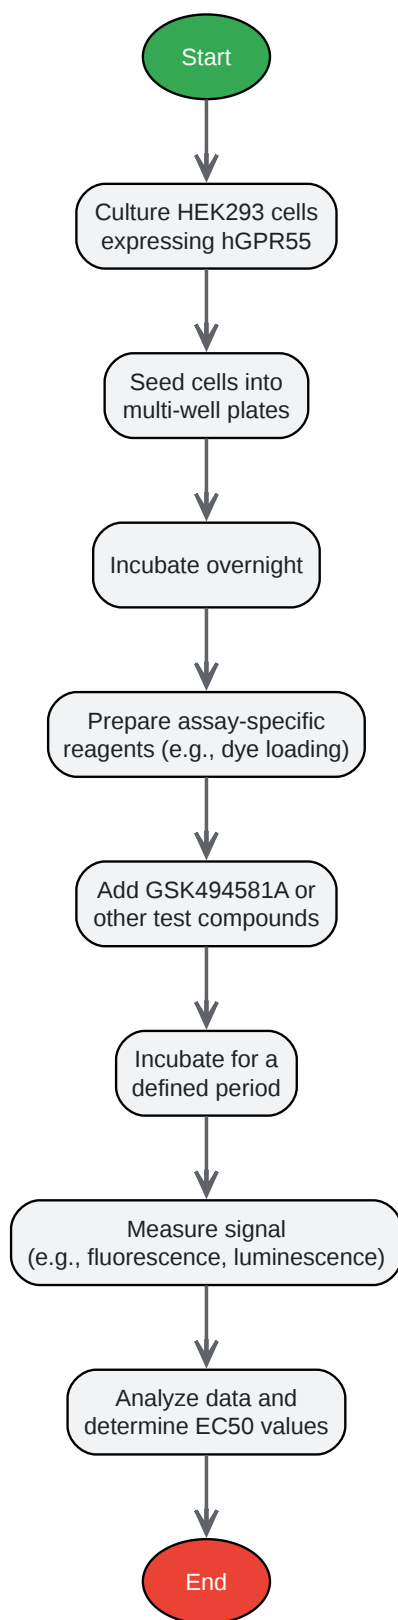 Start
Culture HEK293 cells
expressing hGPR55
Seed cells into
multi-well plates
Incubate overnight
Prepare assay-specific
reagents (e.g., dye loading)
Add GSK494581A or
other test compounds
Incubate for a
defined period
Measure signal
(e.g., fluorescence, luminescence)
Analyze data and
determine EC50 values
End